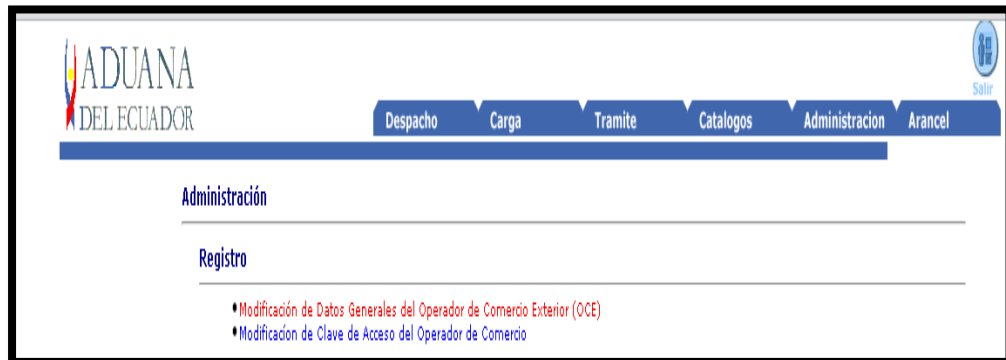 ADUANA
DEL ECUADOR
Salir
Despacho Carga Tramite Catalogos Administracion Arancel
Administración
Registro
•Modificación de Datos Generales del Operador de Comercio Exterior (OCE)
•Modificacíon de Clave de Acceso del Operador de Comercio